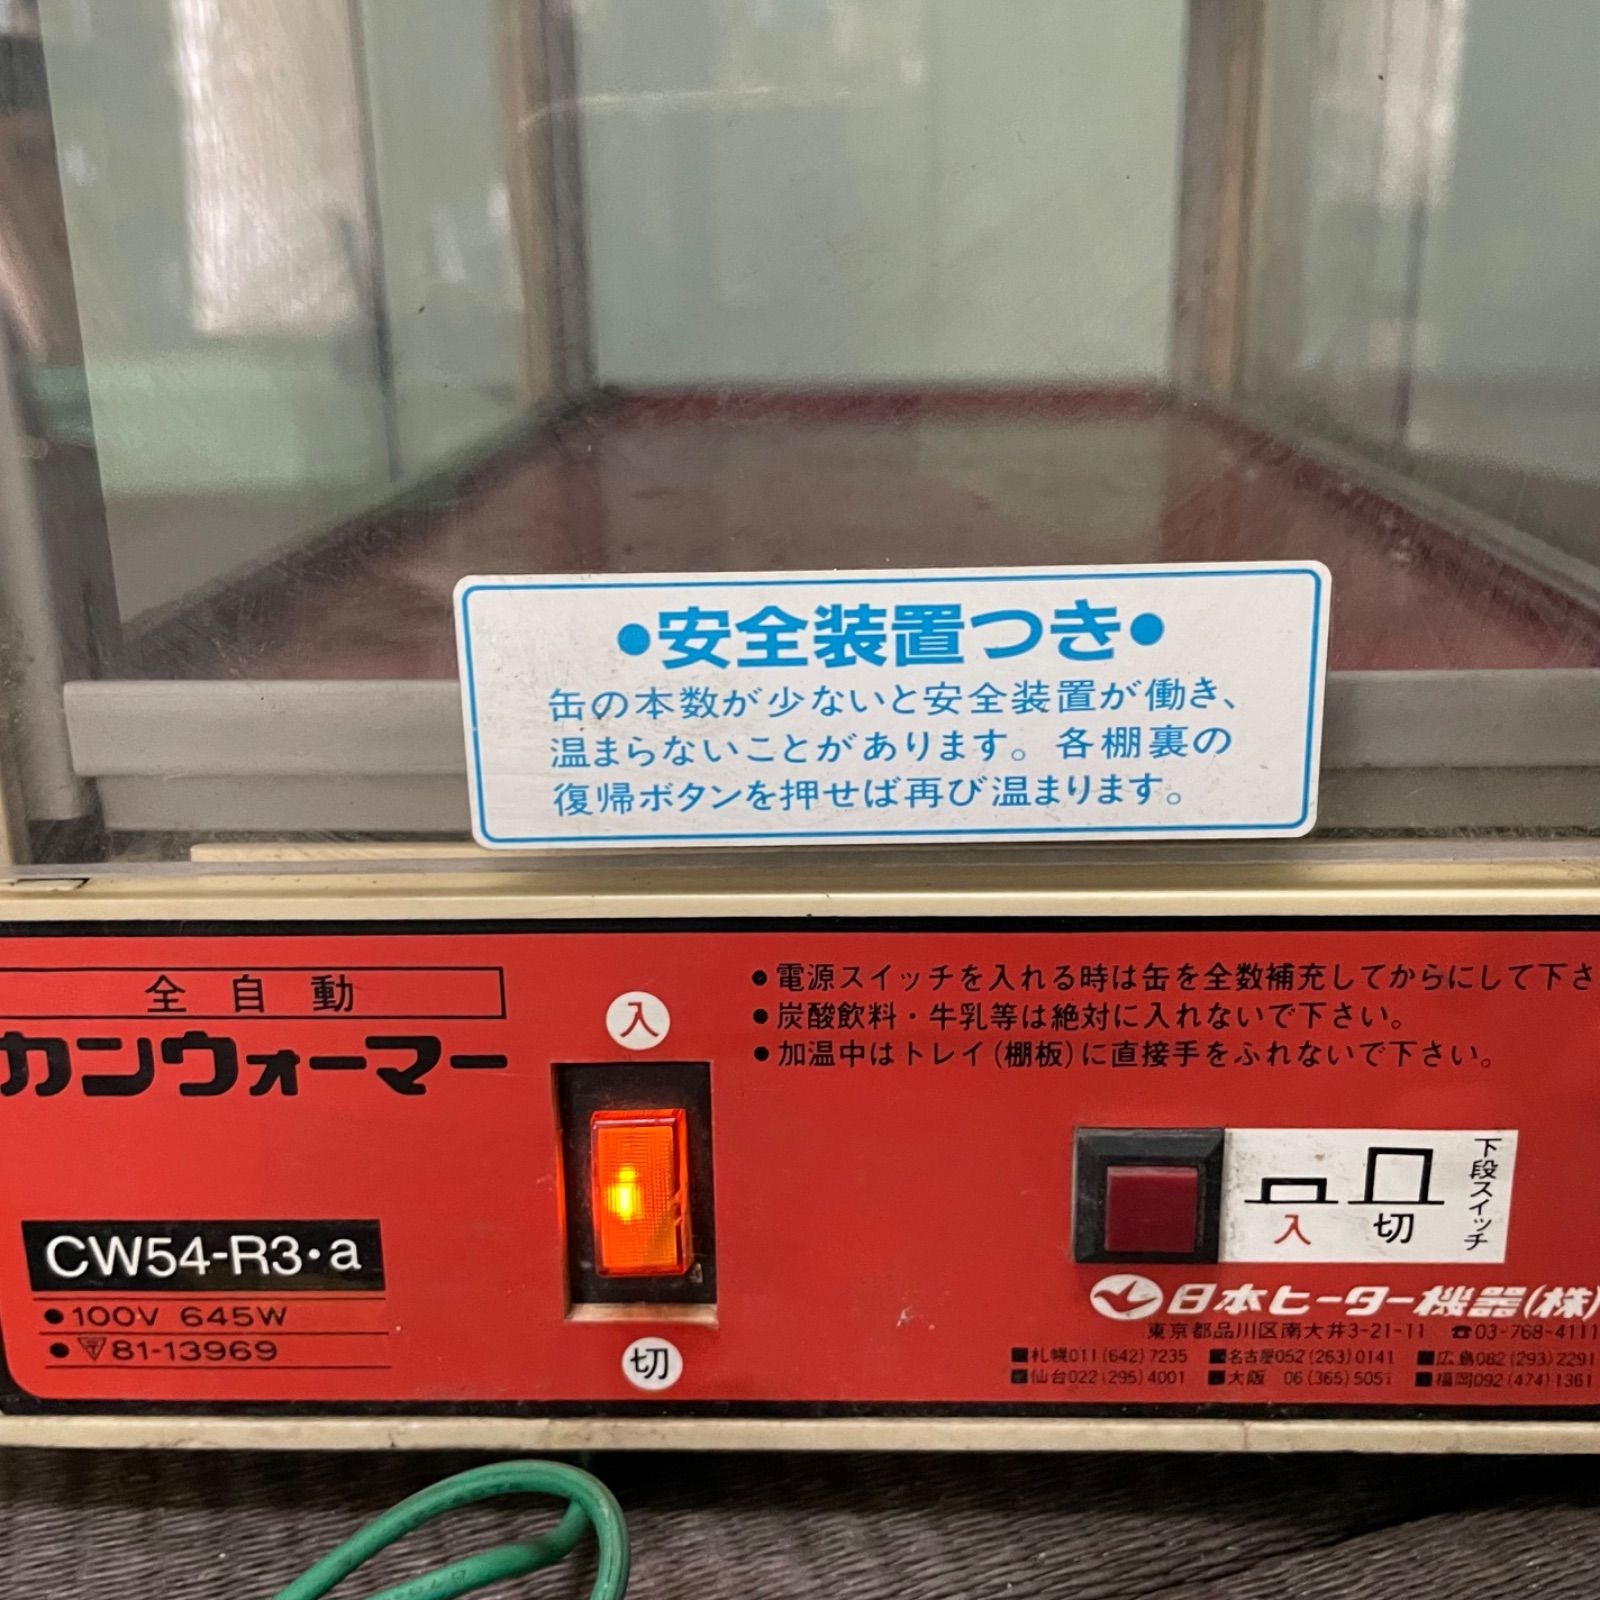 ●安全装置つき●
缶の本数が少ないと安全装置が働き、
温まらないことがあります。各棚裏の
復帰ボタンを押せば再び温まります。
全自動
カンウォーマー
入
切
●電源スイッチを入れる時は缶を全数補充してからにして下さ
●炭酸飲料・牛乳等は絶対に入れないで下さい。
●加温中はトレイ(棚板)に直接手をふれないで下さい。
入 切
下段スイッチ
CW54-R3・a
●100V 645W
●〒81-13969
日本ヒーター機器(株)
東京都品川区南大井3-21-11 ☎03-768-4111
■札幌011(642)7235 ■名古屋052(263)0141 ■広島082(293)2291
■仙台022(295)4001 ■大阪 06(365)5051 ■福岡092(474)1361